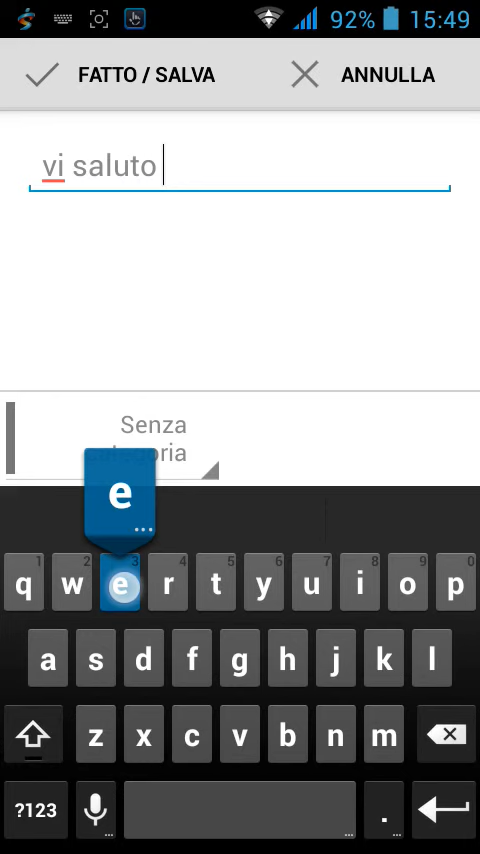 92% 15:49
FATTO / SALVA ANNULLA
vi saluto
Senza
categoria
e
1 2 3 4 5 6 7 8 9 0
q w e r t y u i o p
a s d f g h j k l
z x c v b n m
?123 .